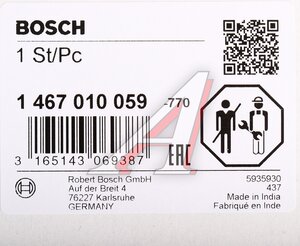 BOSCH
1 St/Pc
1 467 010 059 -770
3 165143 069387
EAC
Robert Bosch GmbH
Auf der Breit 4
76227 Karlsruhe
GERMANY
5935930
437
Made in India
Fabriqué en Inde